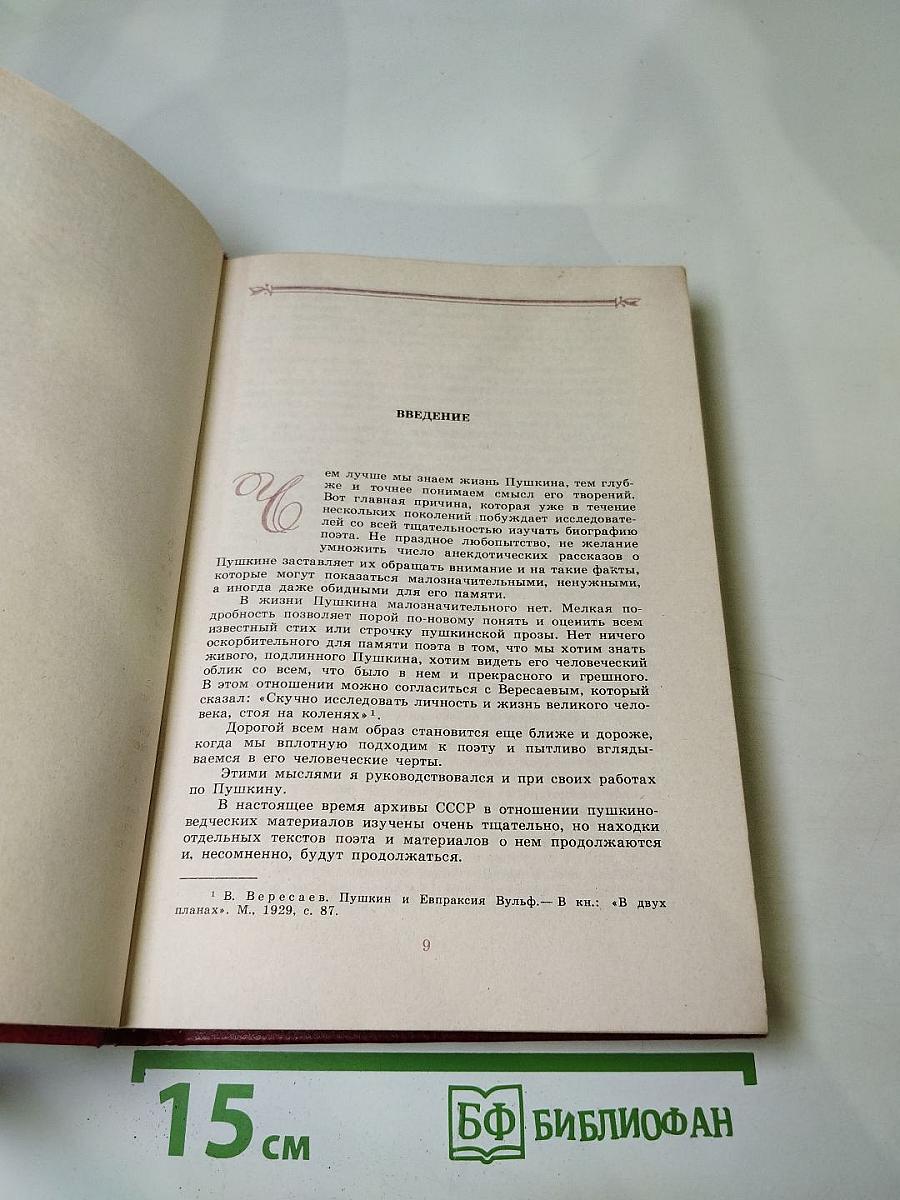 ВВЕДЕНИЕ
Чем лучше мы знаем жизнь Пушкина, тем глуб-
же и точнее понимаем смысл его творений.
Вот главная причина, которая уже в течение
нескольких поколений побуждает исследовате-
лей со всей тщательностью изучать биографию
поэта. Не праздное любопытство, не желание
умножить число анекдотических рассказов о
Пушкине заставляет их обращать внимание и на такие факты,
которые могут показаться малозначительными, ненужными,
а иногда даже обидными для его памяти.
В жизни Пушкина малозначительного нет. Мелкая по-
дробность позволяет порой по-новому понять и оценить всем
известный стих или строчку пушкинской прозы. Нет ничего
оскорбительного для памяти поэта в том, что мы хотим знать
живого, подлинного Пушкина, хотим видеть его человеческий
облик со всем, что было в нем и прекрасного и грешного.
В этом отношении можно согласиться с Вересаевым, который
сказал: «Скучно исследовать личность и жизнь великого чело-
века, стоя на коленях»¹.
Дорогой всем нам образ становится еще ближе и дороже,
когда мы вплотную подходим к поэту и пытливо вгляды-
ваемся в его человеческие черты.
Этими мыслями я руководствовался и при своих работах
по Пушкину.
В настоящее время архивы СССР в отношении пушкино-
ведческих материалов изучены очень тщательно, но находки
отдельных текстов поэта и материалов о нем продолжаются
и, несомненно, будут продолжаться.
¹ В. Вересаев. Пушкин и Евпраксия Вульф.— В кн.: «В двух
планах». М., 1929, с. 87.
9
15 см
БФ БИБЛИОФАН